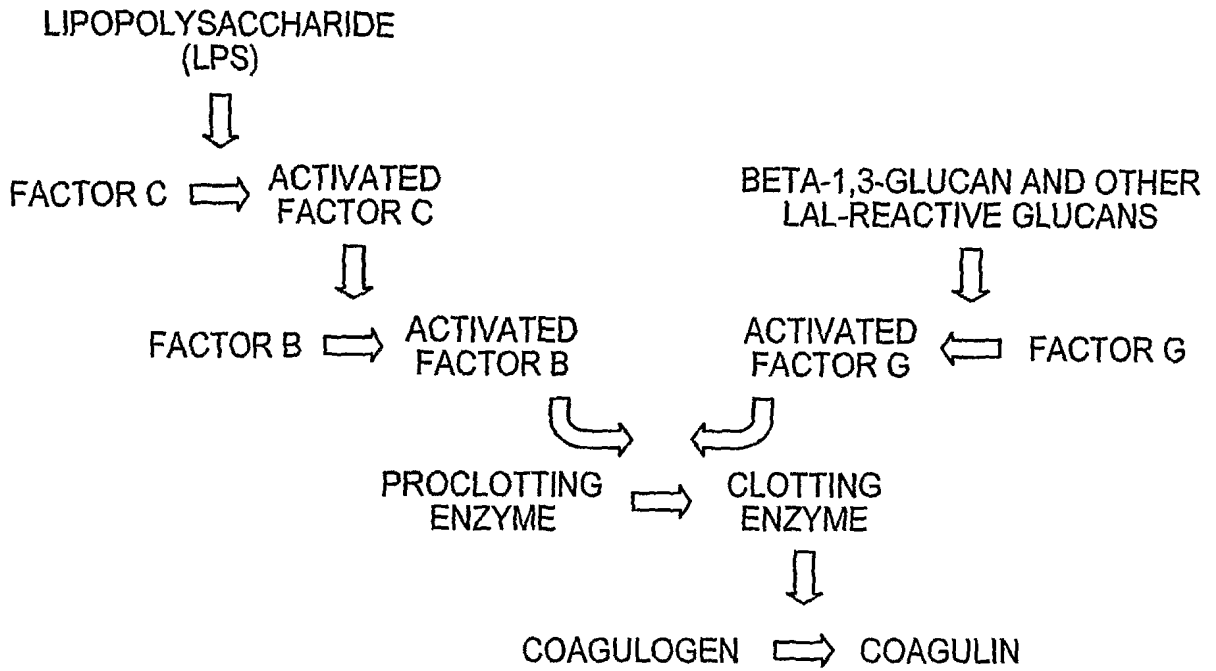 LIPOPOLYSACCHARIDE
(LPS)
FACTOR C
ACTIVATED
FACTOR C
BETA-1,3-GLUCAN AND OTHER
LAL-REACTIVE GLUCANS
FACTOR B
ACTIVATED
FACTOR B
ACTIVATED
FACTOR G
FACTOR G
PROCLOTTING
ENZYME
CLOTTING
ENZYME
COAGULOGEN
COAGULIN